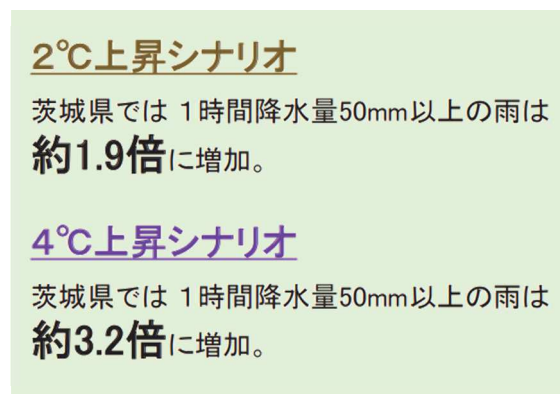 2℃上昇シナリオ
茨城県では 1時間降水量50mm以上の雨は
約1.9倍に増加。
4℃上昇シナリオ
茨城県では 1時間降水量50mm以上の雨は
約3.2倍に増加。